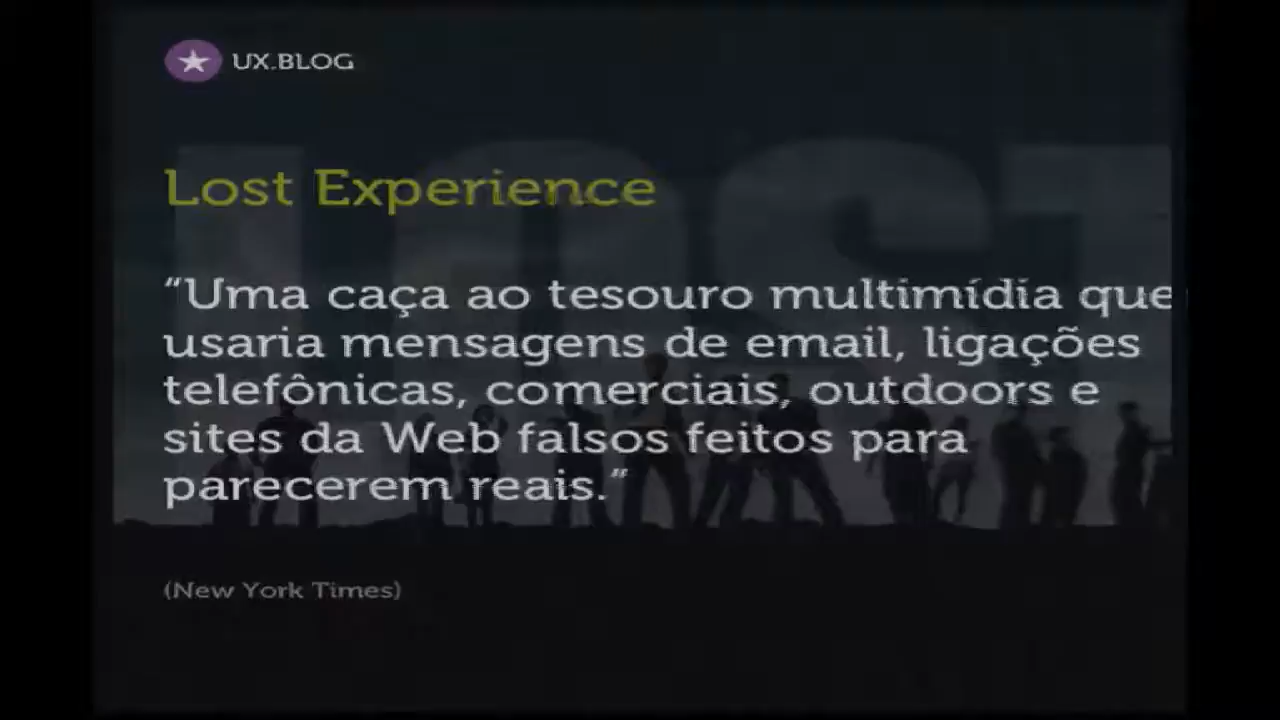 UX.BLOG
LOST
Lost Experience
“Uma caça ao tesouro multimídia que
usaria mensagens de email, ligações
telefônicas, comerciais, outdoors e
sites da Web falsos feitos para
parecerem reais.”
(New York Times)